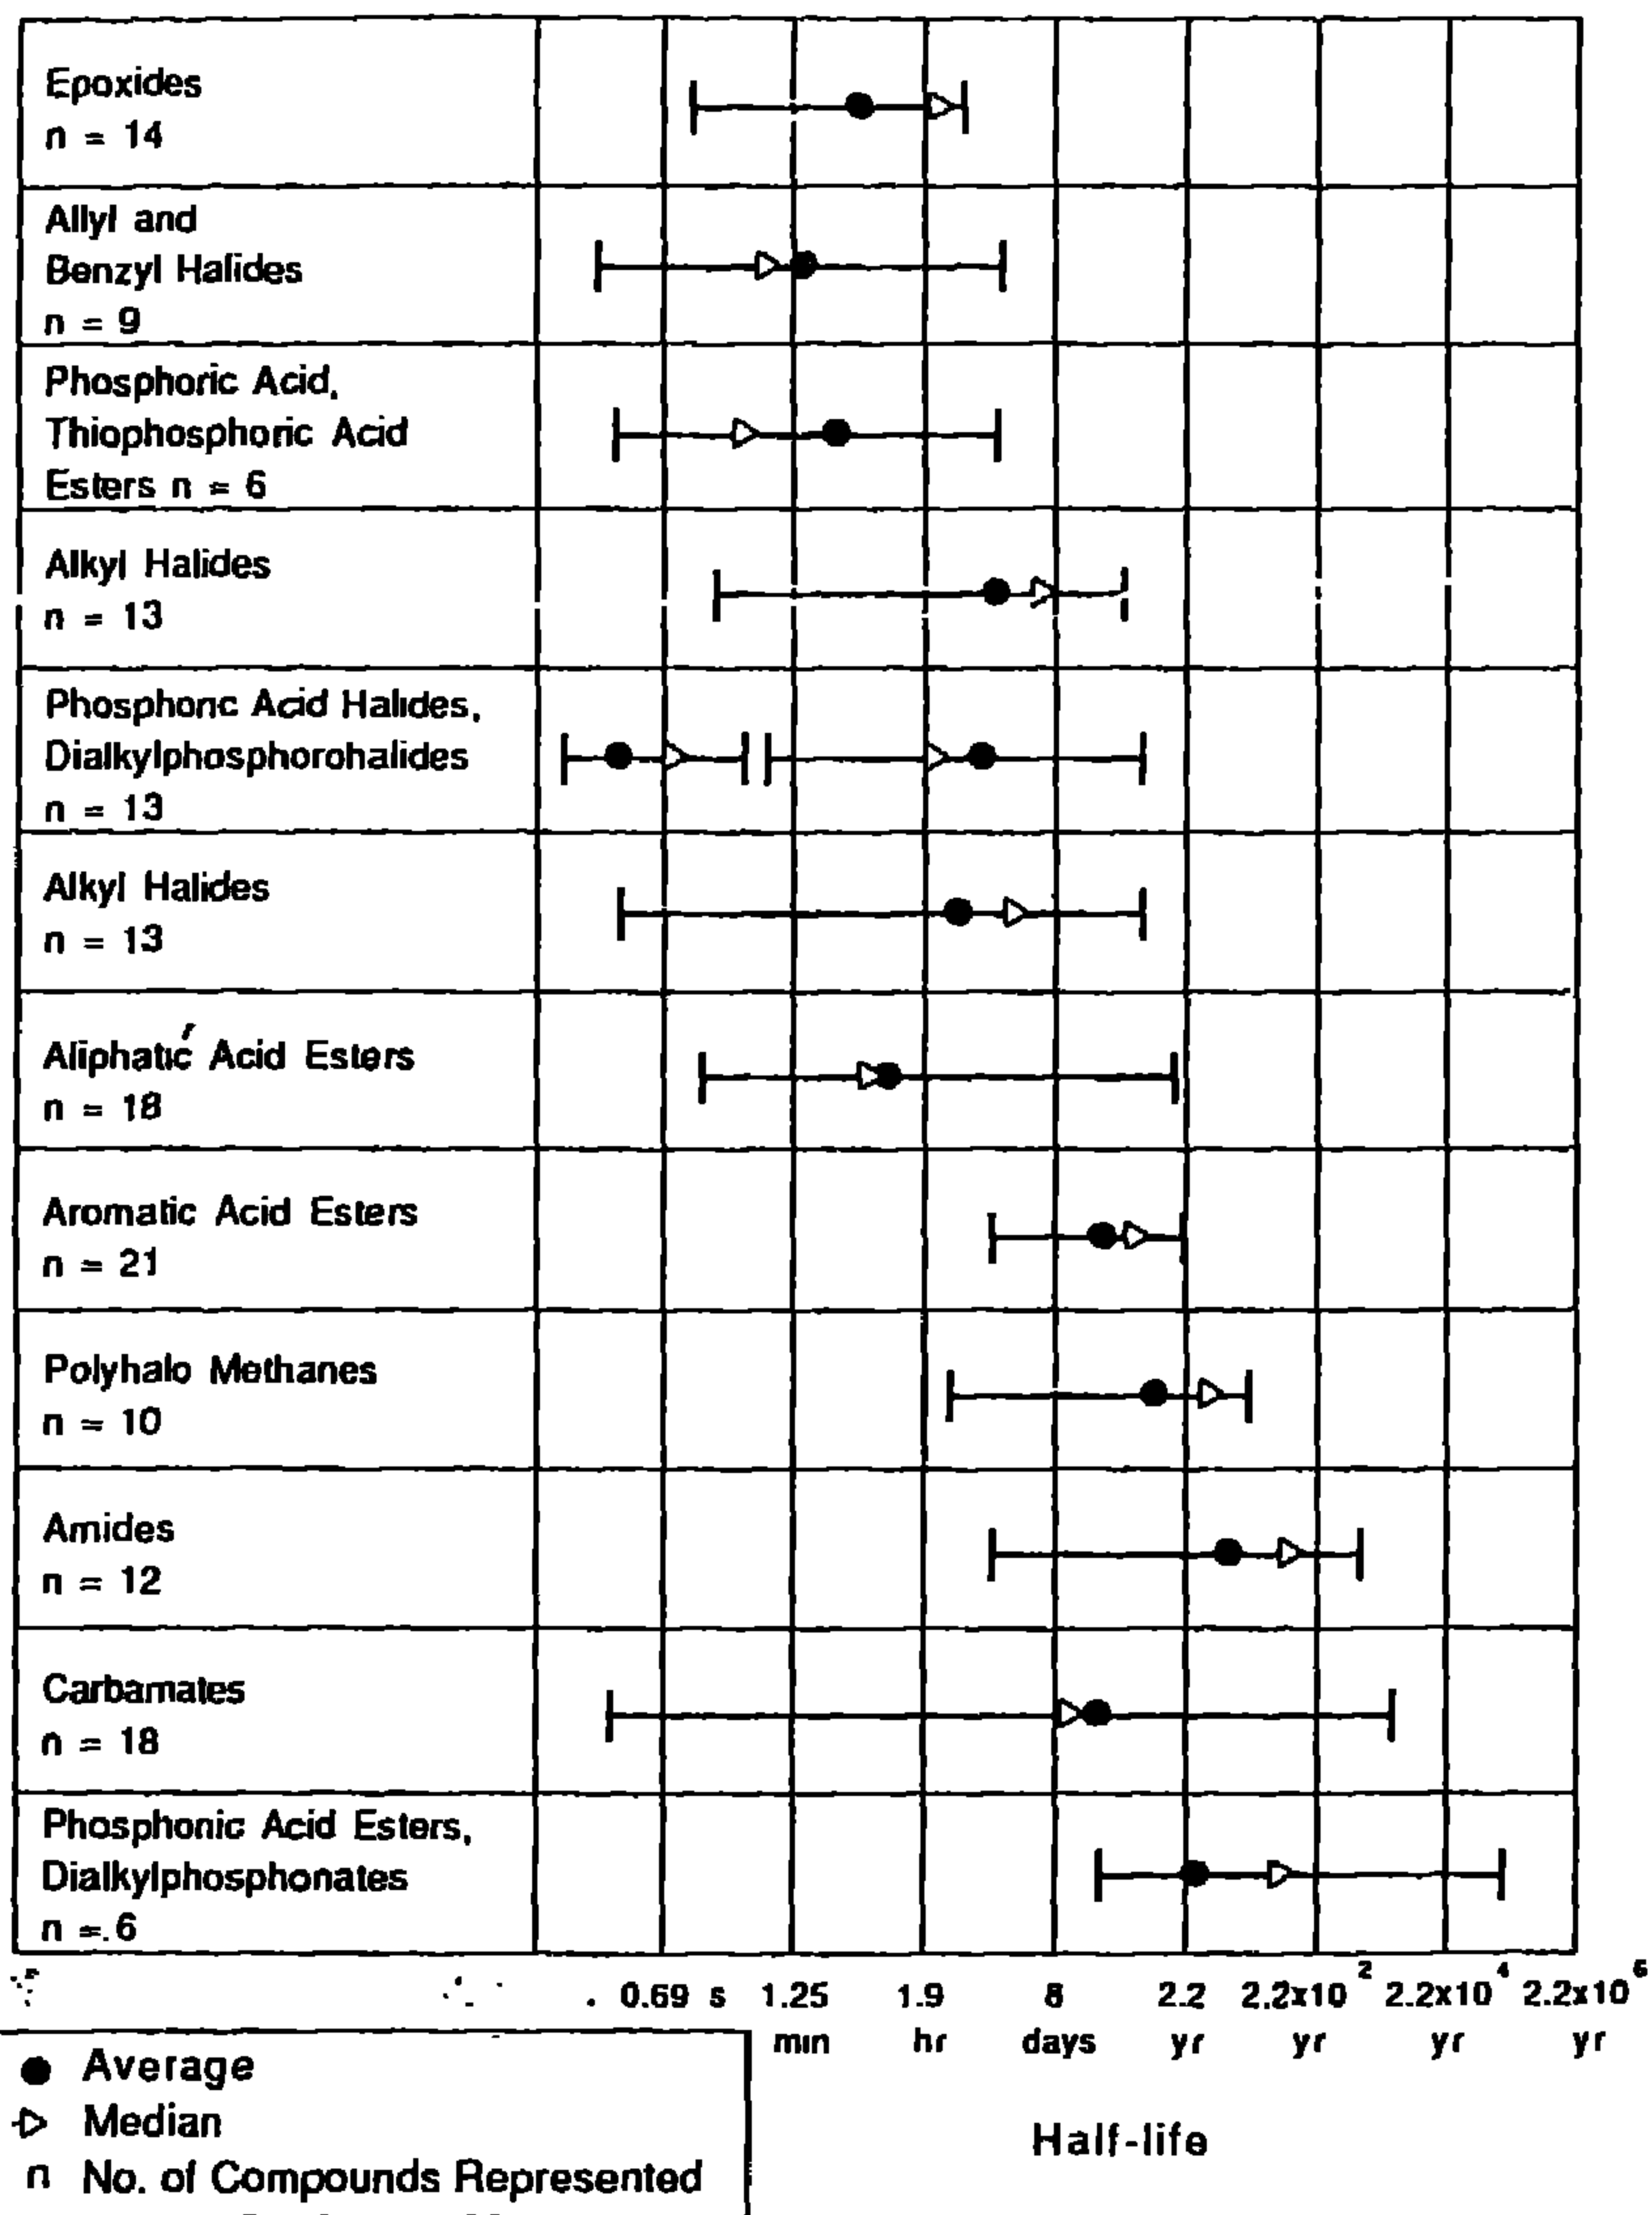 Epoxides
n = 14
Allyl and
Benzyl Halides
n = 9
Phosphoric Acid,
Thiophosphoric Acid
Esters n = 6
Alkyl Halides
n = 13
Phosphoric Acid Halides,
Dialkylphosphorohalides
n = 13
Alkyl Halides
n = 13
Aliphatic Acid Esters
n = 18
Aromatic Acid Esters
n = 21
Polyhalo Methanes
n = 10
Amides
n = 12
Carbamates
n = 18
Phosphonic Acid Esters,
Dialkylphosphonates
n = 6
0.69 s 1.25 1.9 8 2.2 2.2x10² 2.2x10⁴ 2.2x10⁶
min hr days yr yr yr yr
Average
Median
n No. of Compounds Represented
Half-life